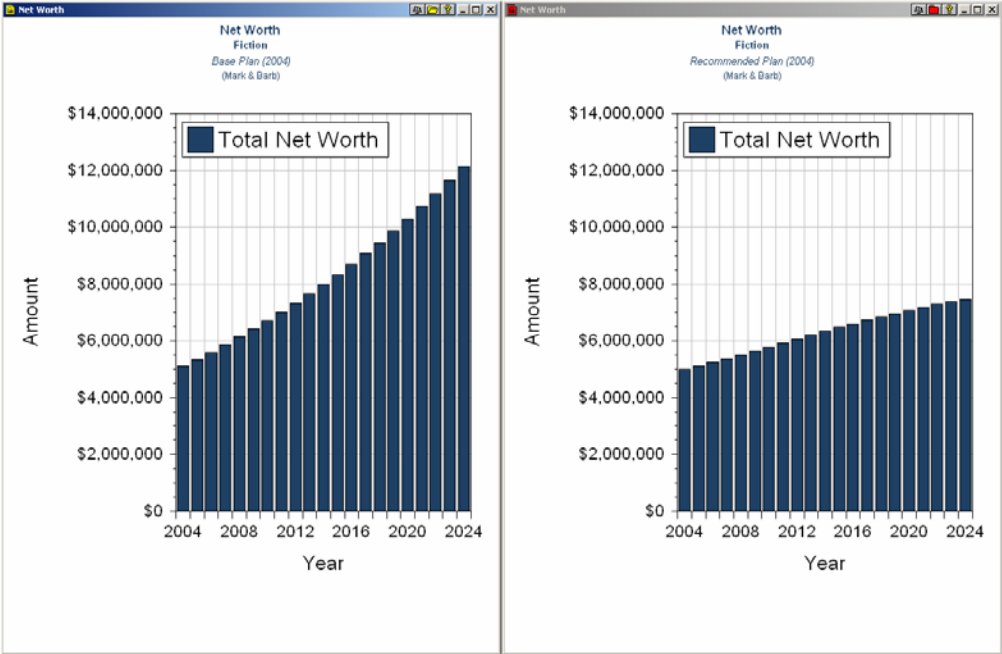 Net Worth
Net Worth
Fiction
Base Plan (2004)
(Mark & Barb)
$14,000,000
Total Net Worth
$12,000,000
$10,000,000
$8,000,000
Amount
$6,000,000
$4,000,000
$2,000,000
$0
2004 2008 2012 2016 2020 2024
Year
Net Worth
Net Worth
Fiction
Recommended Plan (2004)
(Mark & Barb)
$14,000,000
Total Net Worth
$12,000,000
$10,000,000
$8,000,000
Amount
$6,000,000
$4,000,000
$2,000,000
$0
2004 2008 2012 2016 2020 2024
Year